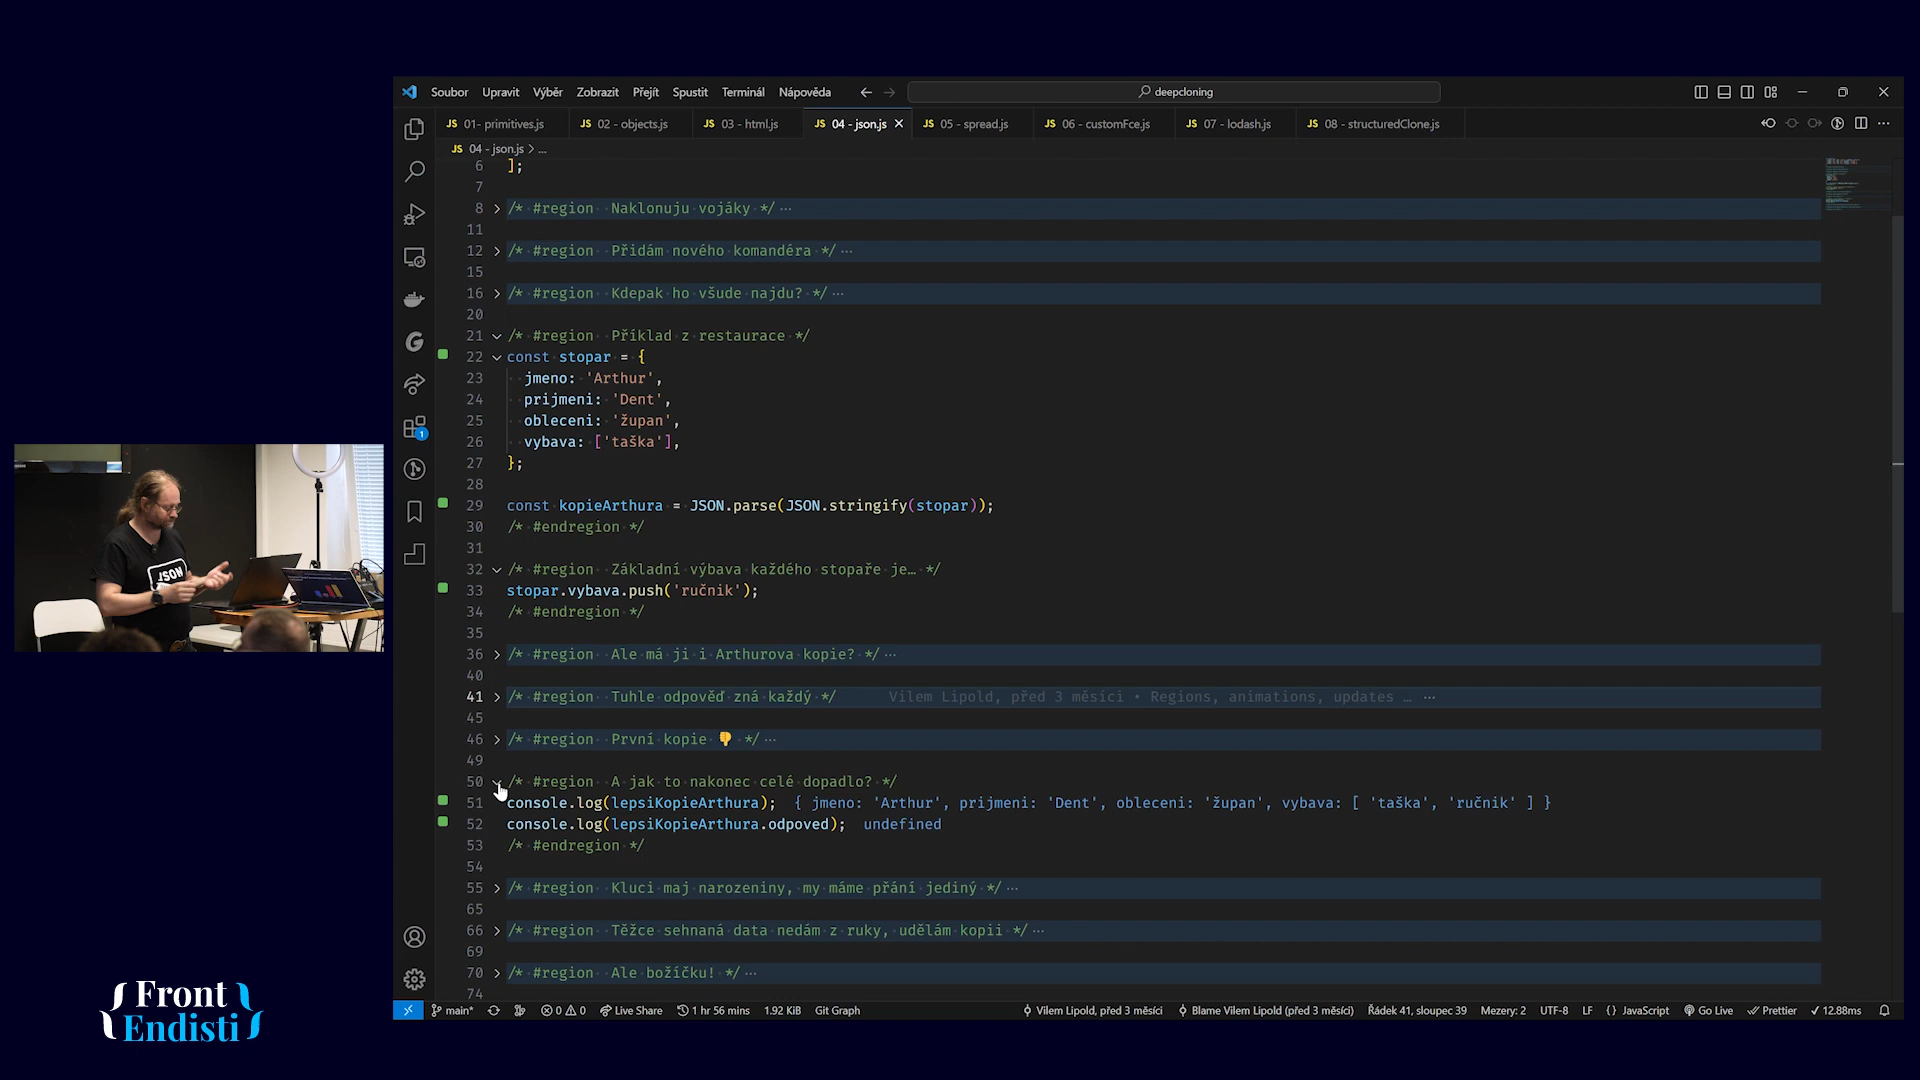 Soubor Upravit Výběr Zobrazit Přejít Spustit Terminál Nápověda deepcloning
JS 01- primitives.js JS 02 - objects.js JS 03 - html.js JS 04 - json.js JS 05 - spread.js JS 06 - customFce.js JS 07 - lodash.js JS 08 - structuredClone.js
JS 04 - json.js > ...
6 ];
7
8 /* #region Naklonuju vojáky */ ...
11
12 /* #region Přidám nového komandéra */ ...
15
16 /* #region Kdepak ho všude najdu? */ ...
20
21 /* #region Příklad z restaurace */
22 const stopar = {
23 jmeno: 'Arthur',
24 prijmeni: 'Dent',
25 obleceni: 'župan',
26 vybava: ['taška'],
27 };
28
29 const kopieArthura = JSON.parse(JSON.stringify(stopar));
30 /* #endregion */
31
32 /* #region Základní výbava každého stopaře je… */
33 stopar.vybava.push('ručnik');
34 /* #endregion */
35
36 /* #region Ale má ji i Arthurova kopie? */ ...
40
41 /* #region Tuhle odpověď zná každý */ Vilem Lipold, před 3 měsíci • Regions, animations, updates … ...
45
46 /* #region První kopie 👎 */ ...
49
50 /* #region A jak to nakonec celé dopadlo? */
51 console.log(lepsiKopieArthura); { jmeno: 'Arthur', prijmeni: 'Dent', obleceni: 'župan', vybava: [ 'taška', 'ručnik' ] }
52 console.log(lepsiKopieArthura.odpoved); undefined
53 /* #endregion */
54
55 /* #region Kluci maj narozeniny, my máme přání jediný */ ...
65
66 /* #region Těžce sehnaná data nedám z ruky, udělám kopii */ ...
69
70 /* #region Ale božíčku! */ ...
74
1
JSON
main* 0 0 Live Share 1 hr 56 mins 1.92 KiB Git Graph Vilem Lipold, před 3 měsíci Blame Vilem Lipold (před 3 měsíci) Řádek 41, sloupec 39 Mezery: 2 UTF-8 LF {} JavaScript Go Live Prettier 12.88ms
{ Front }
{ Endisti }